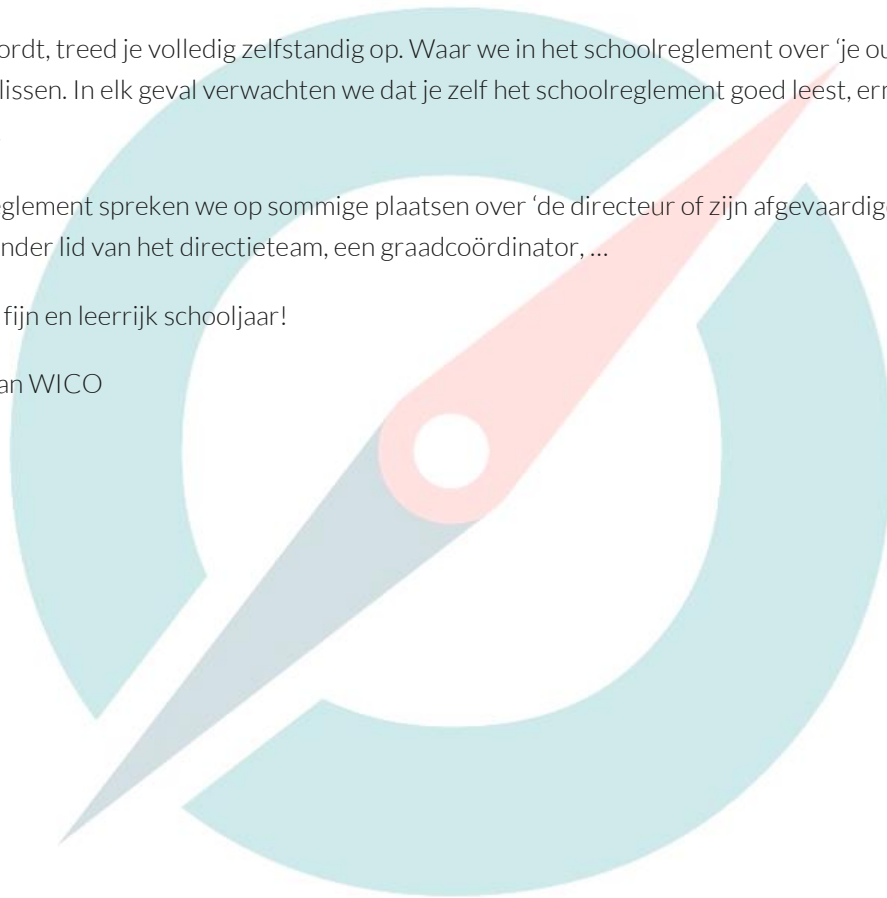 ordt, treed je volledig zelfstandig op. Waar we in het schoolreglement over ‘je ou
lissen. In elk geval verwachten we dat je zelf het schoolreglement goed leest, er
eglement spreken we op sommige plaatsen over ‘de directeur of zijn afgevaardig
nder lid van het directieteam, een graadcoördinator, …
fijn en leerrijk schooljaar!
an WICO